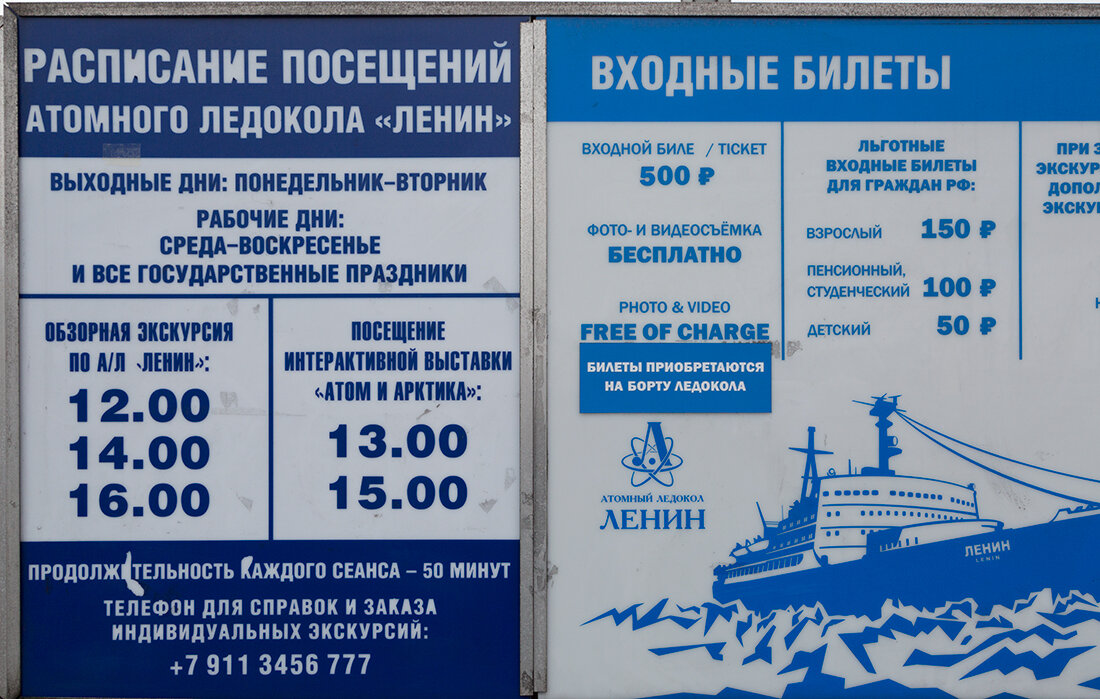 РАСПИСАНИЕ ПОСЕЩЕНИЙ
АТОМНОГО ЛЕДОКОЛА «ЛЕНИН»
ВЫХОДНЫЕ ДНИ: ПОНЕДЕЛЬНИК–ВТОРНИК
РАБОЧИЕ ДНИ:
СРЕДА–ВОСКРЕСЕНЬЕ
И ВСЕ ГОСУДАРСТВЕННЫЕ ПРАЗДНИКИ
ОБЗОРНАЯ ЭКСКУРСИЯ
ПО А/Л «ЛЕНИН»:
12.00
14.00
16.00
ПОСЕЩЕНИЕ
ИНТЕРАКТИВНОЙ ВЫСТАВКИ
«АТОМ И АРКТИКА»:
13.00
15.00
ПРОДОЛЖИТЕЛЬНОСТЬ КАЖДОГО СЕАНСА – 50 МИНУТ
ТЕЛЕФОН ДЛЯ СПРАВОК И ЗАКАЗА
ИНДИВИДУАЛЬНЫХ ЭКСКУРСИЙ:
+7 911 3456 777
ВХОДНЫЕ БИЛЕТЫ
ВХОДНОЙ БИЛЕ / TICKET
500 ₽
ФОТО- И ВИДЕОСЪЁМКА
БЕСПЛАТНО
PHOTO & VIDEO
FREE OF CHARGE
БИЛЕТЫ ПРИОБРЕТАЮТСЯ
НА БОРТУ ЛЕДОКОЛА
АТОМНЫЙ ЛЕДОКОЛ
ЛЕНИН
ЛЬГОТНЫЕ
ВХОДНЫЕ БИЛЕТЫ
ДЛЯ ГРАЖДАН РФ:
ВЗРОСЛЫЙ 150 ₽
ПЕНСИОННЫЙ,
СТУДЕНЧЕСКИЙ 100 ₽
ДЕТСКИЙ 50 ₽
ПРИ
ЛЕНИН
LENIN